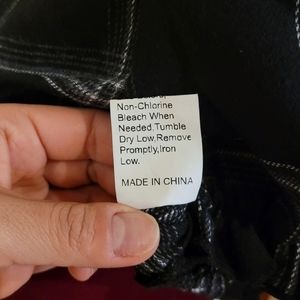 Non-Chlorine
Bleach When
Needed,Tumble
Dry Low,Remove
Promptly,Iron
Low.
MADE IN CHINA